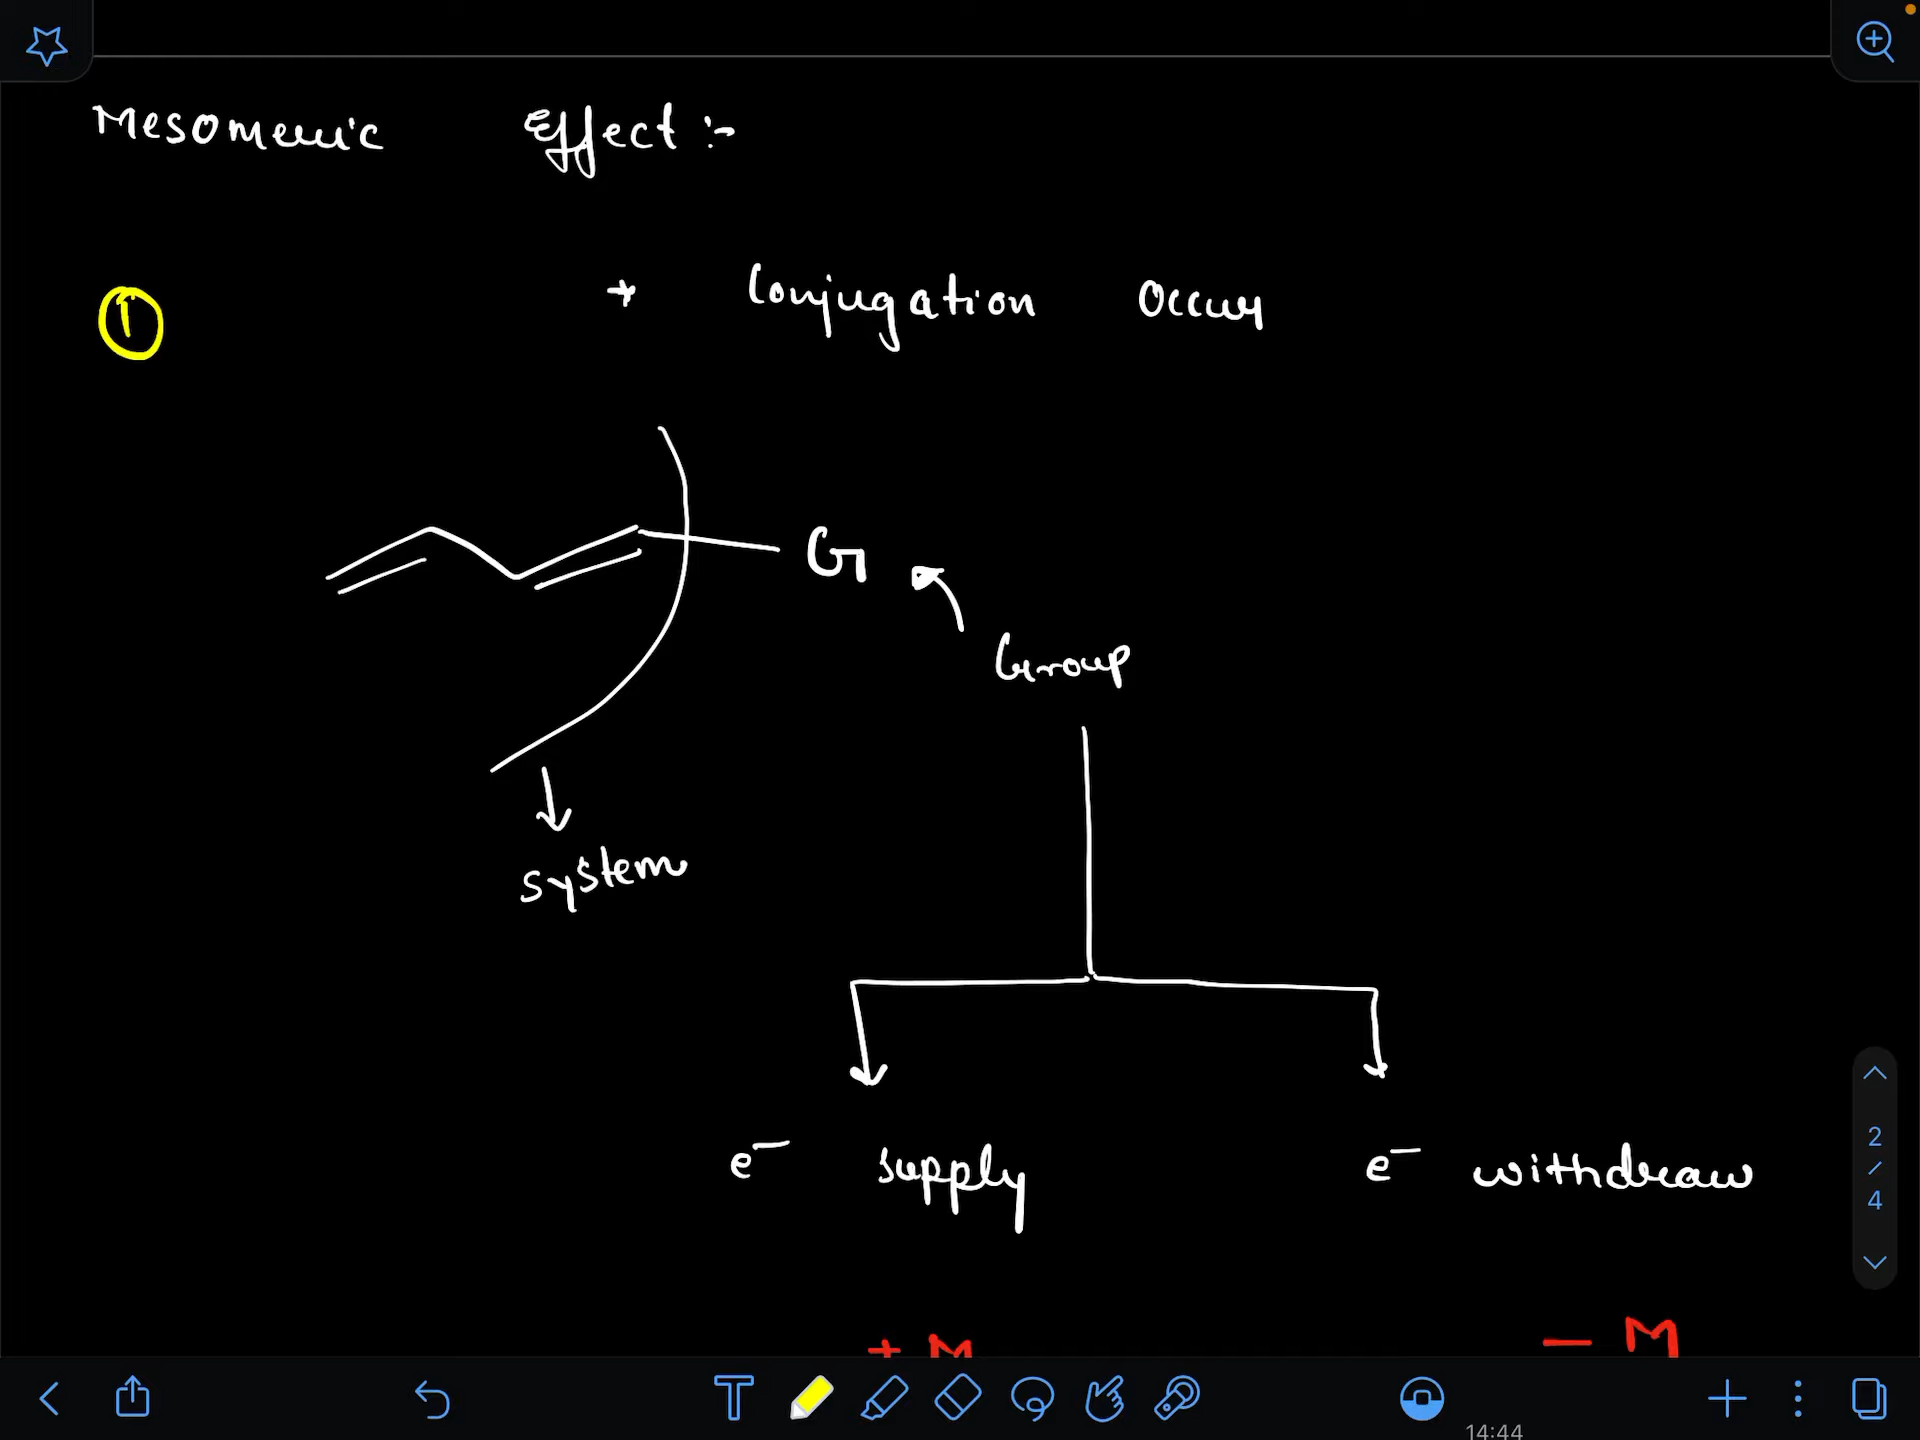 Mesomeric Effect :-
1
+ Conjugation Occur
G
Group
System
e⁻ supply
e⁻ withdraw
+ M
- M
2
/
4
T
14:44